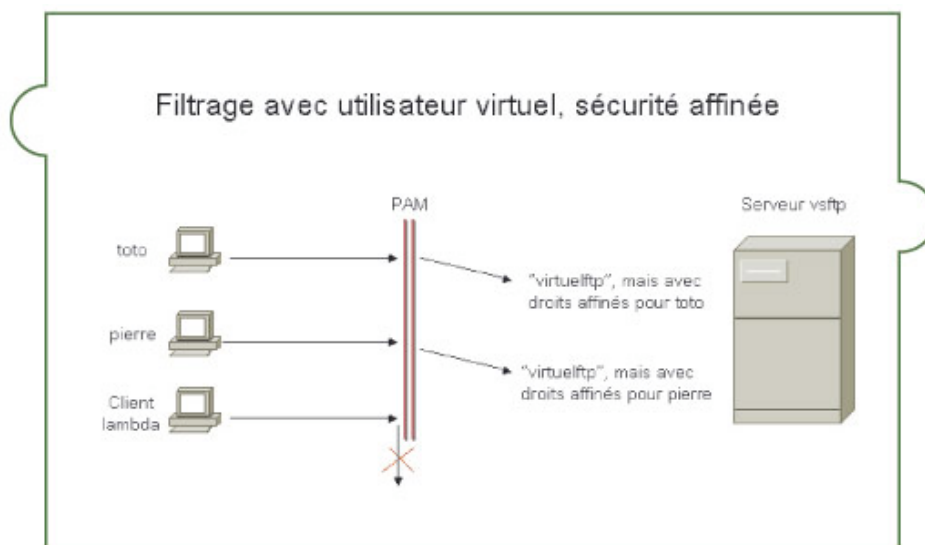 Filtrage avec utilisateur virtuel, sécurité affinée
PAM
Serveur vsftp
toto
"virtuelftp", mais avec
droits affinés pour toto
pierre
"virtuelftp", mais avec
droits affinés pour pierre
Client
lambda